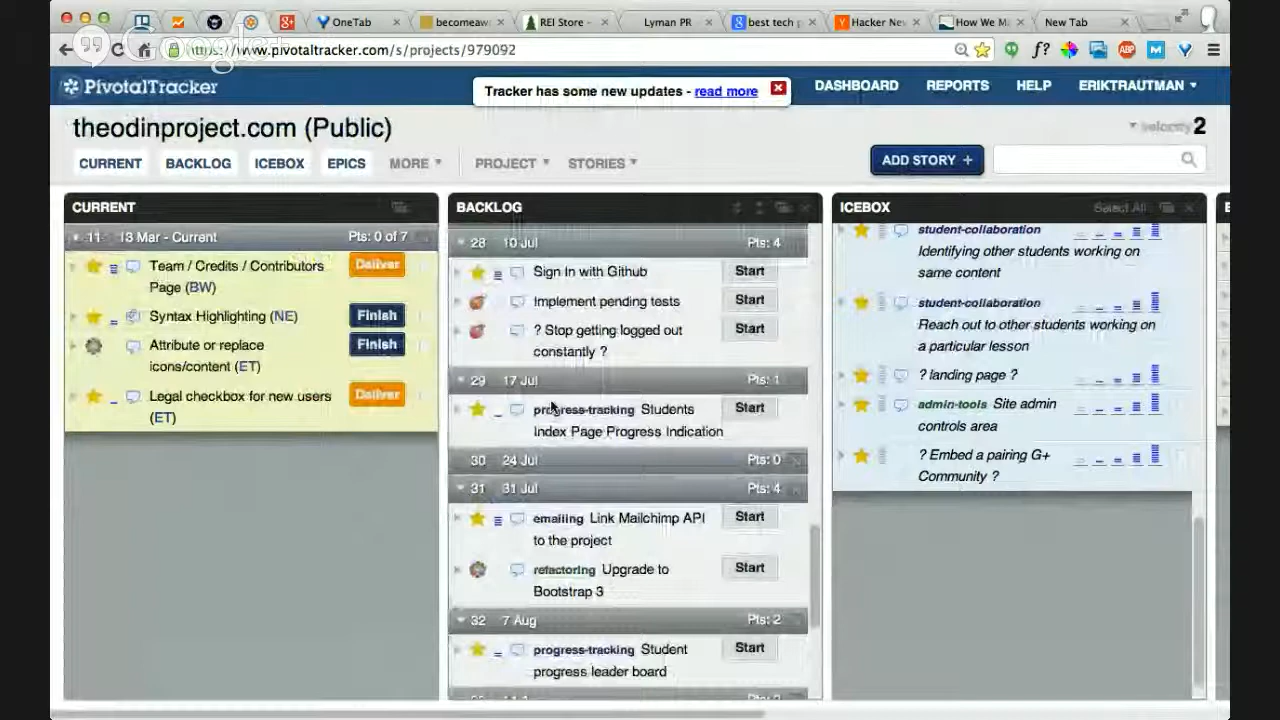 OneTab
becomeaw
REI Store -
Lyman PR
best tech p
Hacker Nev
How We M
New Tab
Google+
https://www.pivotaltracker.com/s/projects/979092
f?
ABP
M
PivotalTracker
Tracker has some new updates - read more
DASHBOARD
REPORTS
HELP
ERIKTRAUTMAN
theodinproject.com (Public)
velocity 2
CURRENT
BACKLOG
ICEBOX
EPICS
MORE
PROJECT
STORIES
ADD STORY +
CURRENT
11 13 Mar - Current Pts: 0 of 7
Team / Credits / Contributors
Page (BW)
Deliver
Syntax Highlighting (NE)
Finish
Attribute or replace
icons/content (ET)
Finish
Legal checkbox for new users
(ET)
Deliver
BACKLOG
28 10 Jul Pts: 4
Sign In with Github
Start
Implement pending tests
Start
? Stop getting logged out
constantly ?
Start
29 17 Jul Pts: 1
progress-tracking Students
Index Page Progress Indication
Start
30 24 Jul Pts: 0
31 31 Jul Pts: 4
emailing Link Mailchimp API
to the project
Start
refactoring Upgrade to
Bootstrap 3
Start
32 7 Aug Pts: 2
progress-tracking Student
progress leader board
Start
ICEBOX
Select All
student-collaboration
Identifying other students working on
same content
student-collaboration
Reach out to other students working on
a particular lesson
? landing page ?
admin-tools Site admin
controls area
? Embed a pairing G+
Community ?